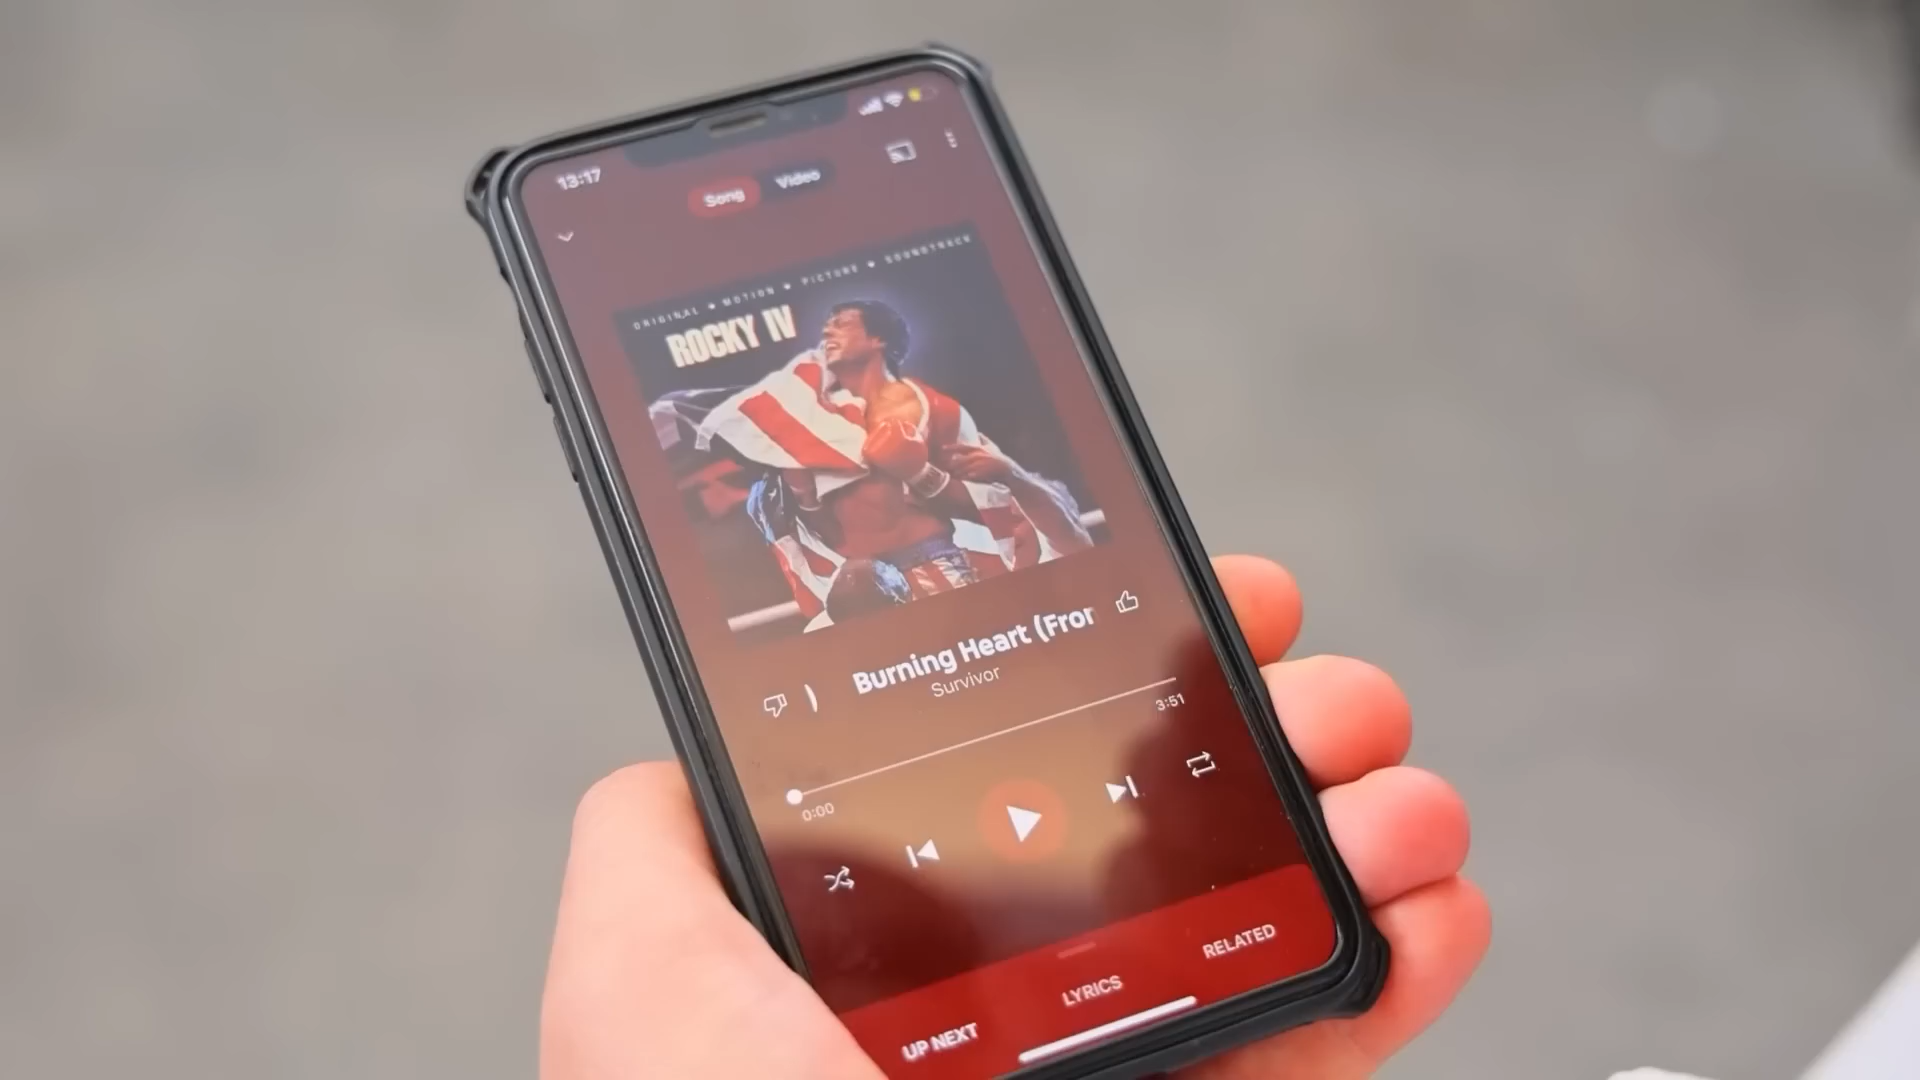 13:17
Song Video
ORIGINAL ★ MOTION ★ PICTURE ★ SOUNDTRACK
ROCKY IV
Burning Heart (Fror
)
Survivor
0:00
3:51
UP NEXT
LYRICS
RELATED